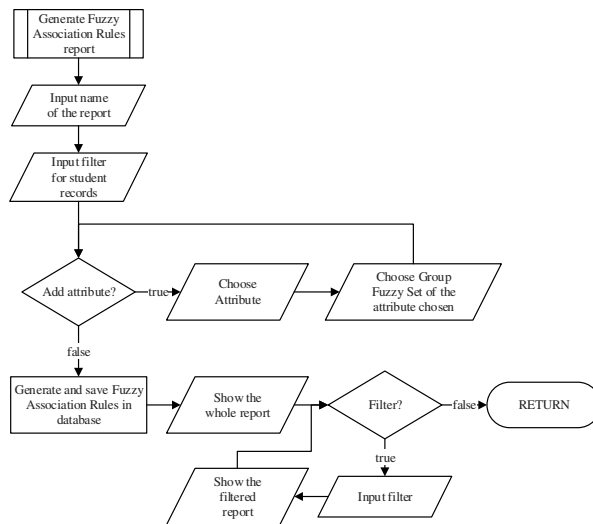 Generate Fuzzy
Association Rules
report
Input name
of the report
Input filter
for student
records
Add attribute?
true
Choose
Attribute
Choose Group
Fuzzy Set of the
attribute chosen
false
Generate and save Fuzzy
Association Rules in
database
Show the
whole report
Filter?
false
RETURN
true
Input filter
Show the
filtered
report